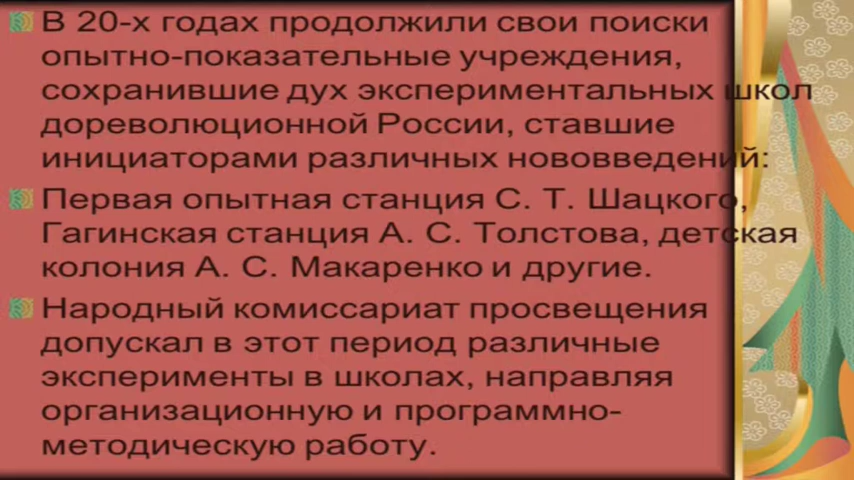 В 20-х годах продолжили свои поиски
опытно-показательные учреждения,
сохранившие дух экспериментальных школ
дореволюционной России, ставшие
инициаторами различных нововведений:
Первая опытная станция С. Т. Шацкого,
Гагинская станция А. С. Толстова, детская
колония А. С. Макаренко и другие.
Народный комиссариат просвещения
допускал в этот период различные
эксперименты в школах, направляя
организационную и программно-
методическую работу.